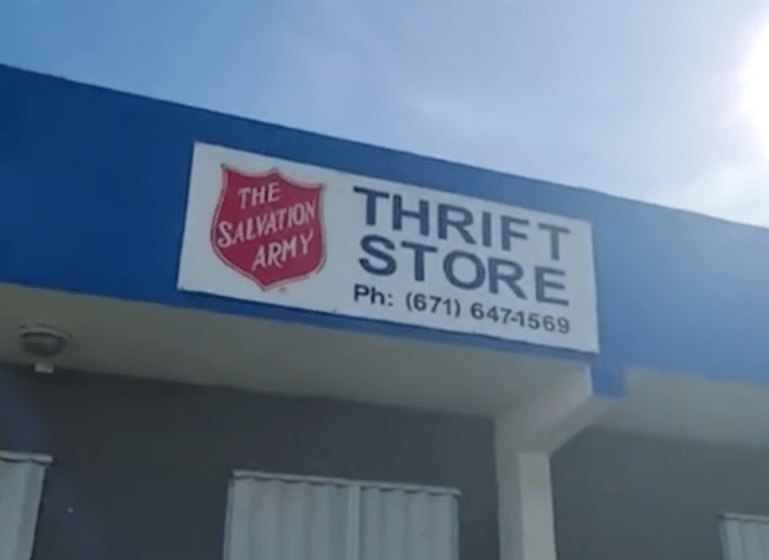 THE
SALVATION
ARMY
THRIFT
STORE
Ph: (671) 647-1569